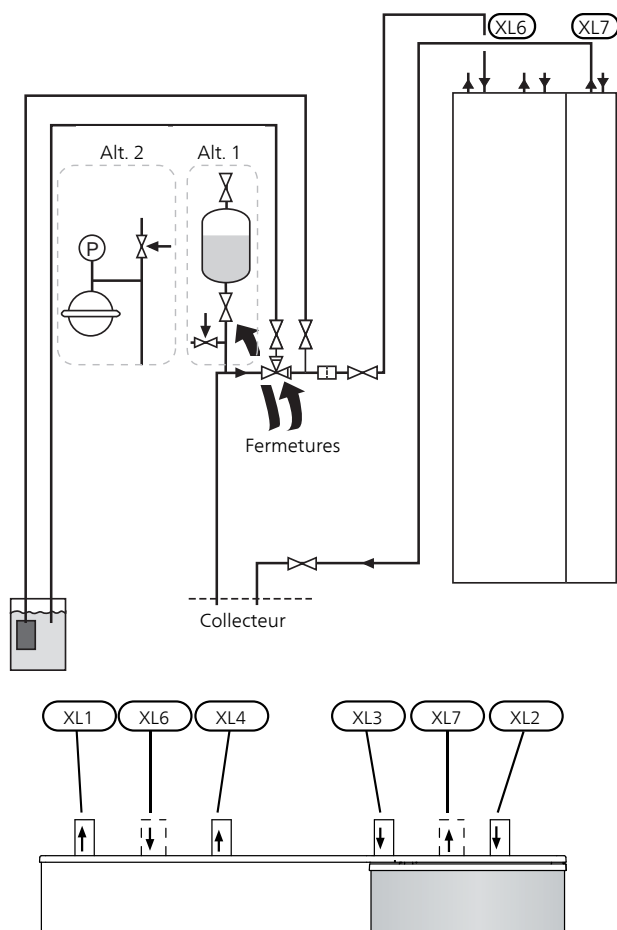 XL6 XL7
Alt. 2 Alt. 1
P
Fermetures
Collecteur
XL1 XL6 XL4 XL3 XL7 XL2